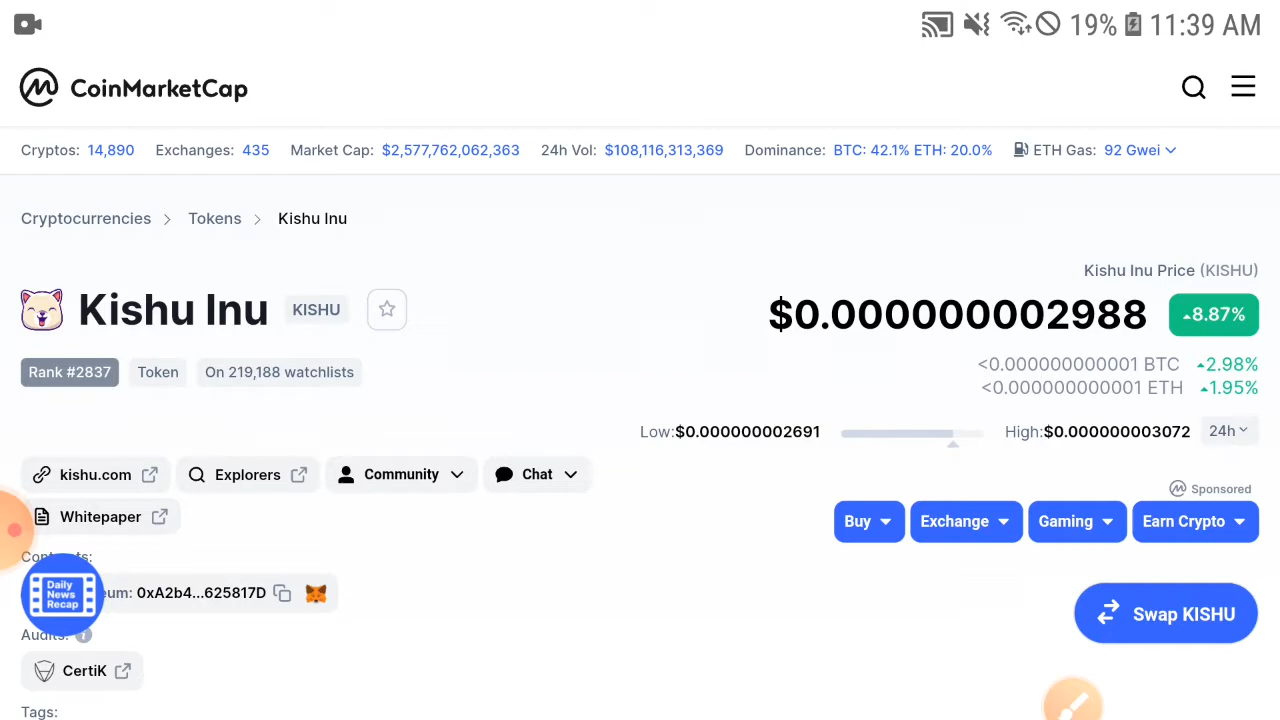 19% 11:39 AM
CoinMarketCap
Cryptos: 14,890 Exchanges: 435 Market Cap: $2,577,762,062,363 24h Vol: $108,116,313,369 Dominance: BTC: 42.1% ETH: 20.0% ETH Gas: 92 Gwei
Cryptocurrencies > Tokens > Kishu Inu
Kishu Inu Price (KISHU)
Kishu Inu KISHU
$0.000000002988 8.87%
Rank #2837 Token On 219,188 watchlists
<0.000000000001 BTC 2.98%
<0.000000000001 ETH 1.95%
Low:$0.000000002691 High:$0.000000003072 24h
kishu.com Explorers Community Chat
Sponsored
Whitepaper
Buy Exchange Gaming Earn Crypto
Daily
News
Recap
0xA2b4...625817D
Swap KISHU
Audits:
CertiK
Tags: